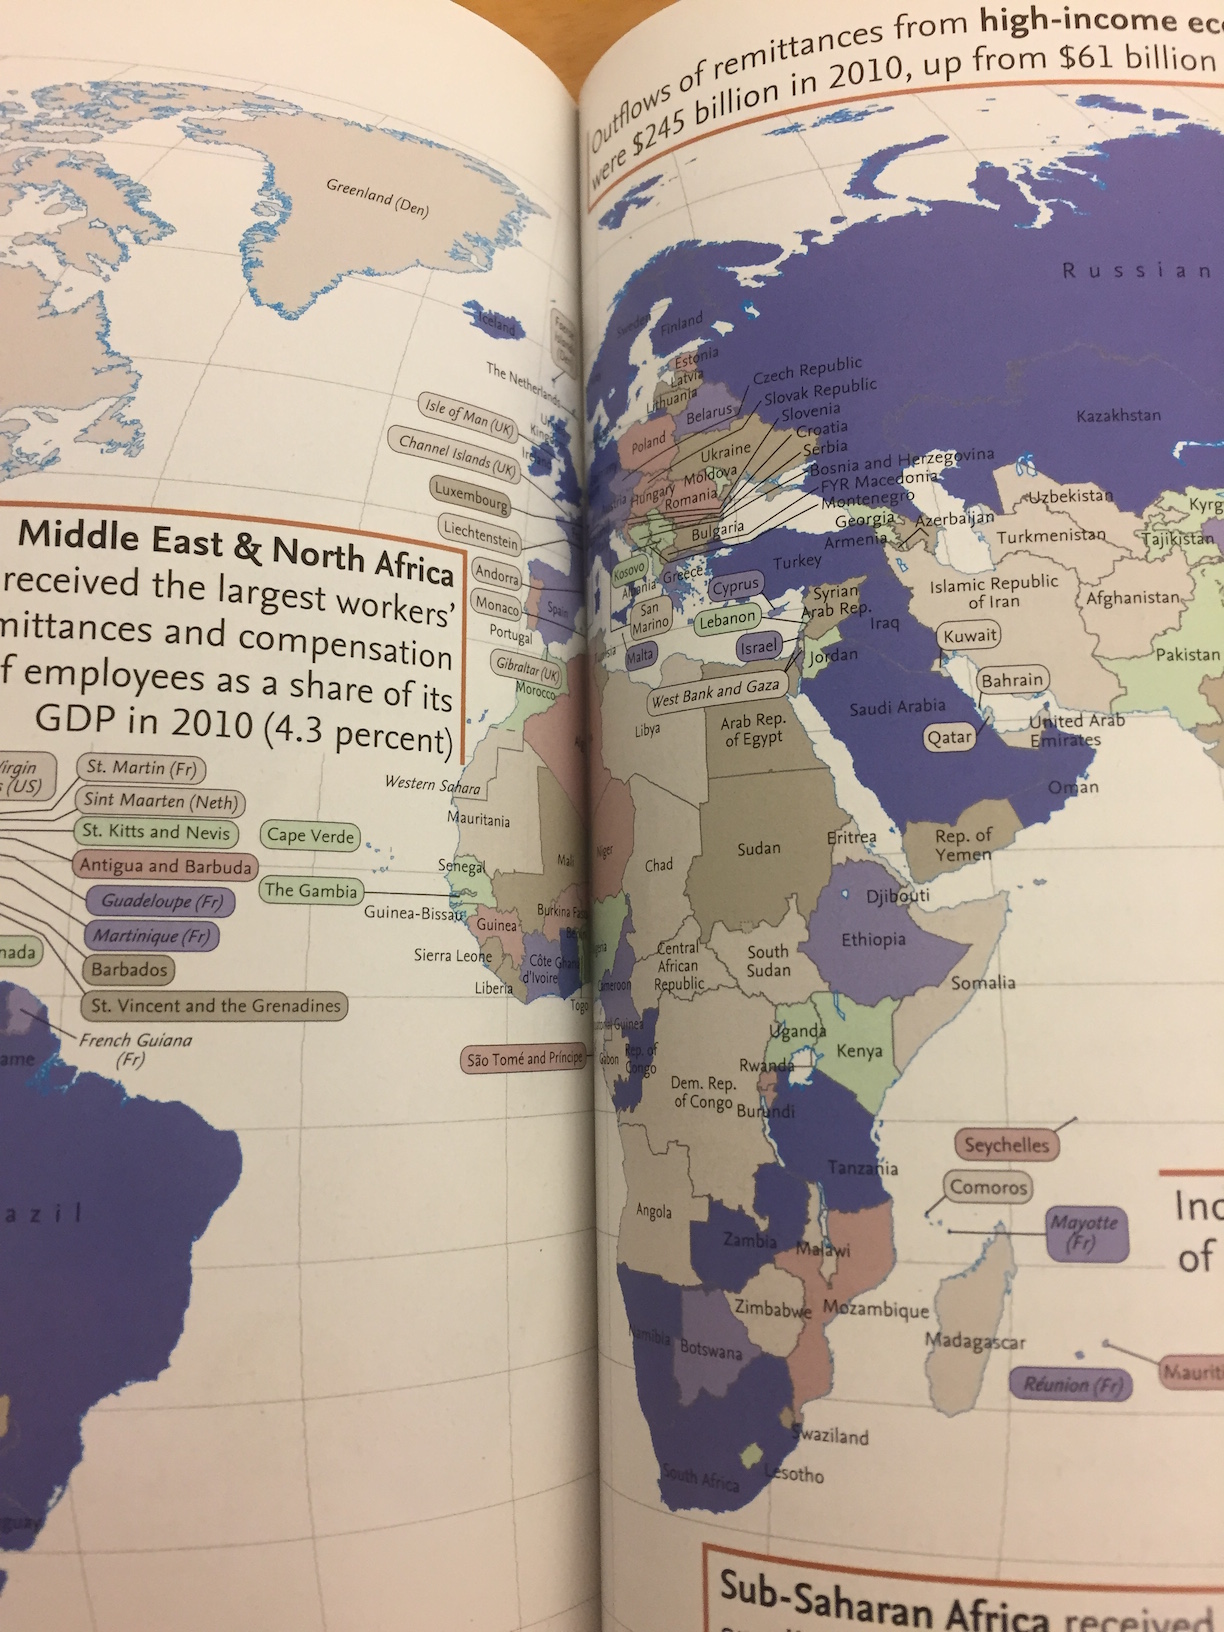 Outflows of remittances from high-income
were $245 billion in 2010, up from $61 billion
Greenland (Den)
Iceland
The Netherlands
Isle of Man (UK)
Channel Islands (UK)
Luxembourg
Liechtenstein
Andorra
Monaco
Spain
Portugal
Gibraltar (UK)
Morocco
Middle East & North Africa
received the largest workers'
mittances and compensation
f employees as a share of its
GDP in 2010 (4.3 percent)
Western Sahara
Mauritania
Mali
Senegal
Cape Verde
The Gambia
Guinea-Bissau
Guinea
Sierra Leone
Liberia
Côte
d'Ivoire
Ghana
Togo
Burkina
São Tomé and Príncipe
(US)
St. Martin (Fr)
Sint Maarten (Neth)
St. Kitts and Nevis
Antigua and Barbuda
Guadeloupe (Fr)
Martinique (Fr)
Barbados
St. Vincent and the Grenadines
nada
French Guiana
(Fr)
ame
azil
guay
Russian
Sweden
Finland
Estonia
Latvia
Lithuania
Belarus
Poland
Ukraine
Moldova
Hungary
Romania
Bulgaria
Czech Republic
Slovak Republic
Slovenia
Croatia
Serbia
Bosnia and Herzegovina
FYR Macedonia
Montenegro
Georgia
Armenia
Azerbaijan
Kazakhstan
Uzbekistan
Turkmenistan
Kyrg
Tajikistan
Kosovo
Albania
Greece
Turkey
Cyprus
San
Marino
Malta
Lebanon
Israel
Syrian
Arab Rep.
Iraq
Jordan
West Bank and Gaza
Islamic Republic
of Iran
Afghanistan
Pakistan
Kuwait
Bahrain
Qatar
Saudi Arabia
United Arab
Emirates
Oman
Rep. of
Yemen
Libya
Arab Rep.
of Egypt
Niger
Chad
Sudan
Eritrea
Djibouti
Ethiopia
Somalia
Central
African
Republic
South
Sudan
Cameroon
Gabon
Rep. of
Congo
Dem. Rep.
of Congo
Uganda
Kenya
Rwanda
Burundi
Tanzania
Seychelles
Comoros
Mayotte
(Fr)
Angola
Zambia
Malawi
Zimbabwe
Mozambique
Madagascar
Namibia
Botswana
Réunion (Fr)
Maurit
Swaziland
Lesotho
South Africa
Inc
of
Sub-Saharan Africa received